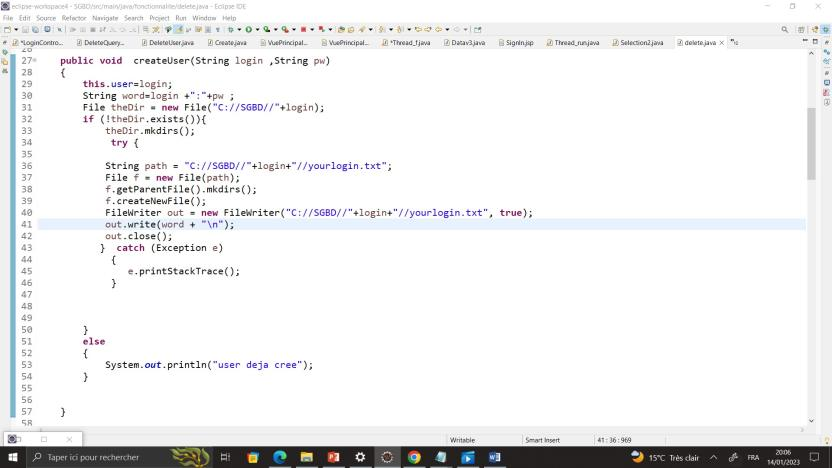 eclipse-workspace4 - SGBD/src/main/java/fonctionnalite/delete.java - Eclipse IDE
File Edit Source Refactor Navigate Search Project Run Window Help
*LoginContro... DeleteQuery... DeleteUser.java Create.java VuePrincipal... VuePrincipal... *Thread_f.java Datav3.java SignIn.jsp Thread_run.java Selection2.java delete.java
27 public void createUser(String login ,String pw)
28 {
29 this.user=login;
30 String word=login +":"+pw ;
31 File theDir = new File("C://SGBD//"+login);
32 if (!theDir.exists()){
33 theDir.mkdirs();
34 try {
35
36 String path = "C://SGBD//"+login+"//yourlogin.txt";
37 File f = new File(path);
38 f.getParentFile().mkdirs();
39 f.createNewFile();
40 FileWriter out = new FileWriter("C://SGBD//"+login+"//yourlogin.txt", true);
41 out.write(word + "\n");
42 out.close();
43 } catch (Exception e)
44 {
45 e.printStackTrace();
46 }
47
48
49
50 }
51 else
52 {
53 System.out.println("user deja cree");
54 }
55
56
57 }
58
Writable Smart Insert 41 : 36 : 969
Taper ici pour rechercher
15°C Très clair FRA 20:06
14/01/2023